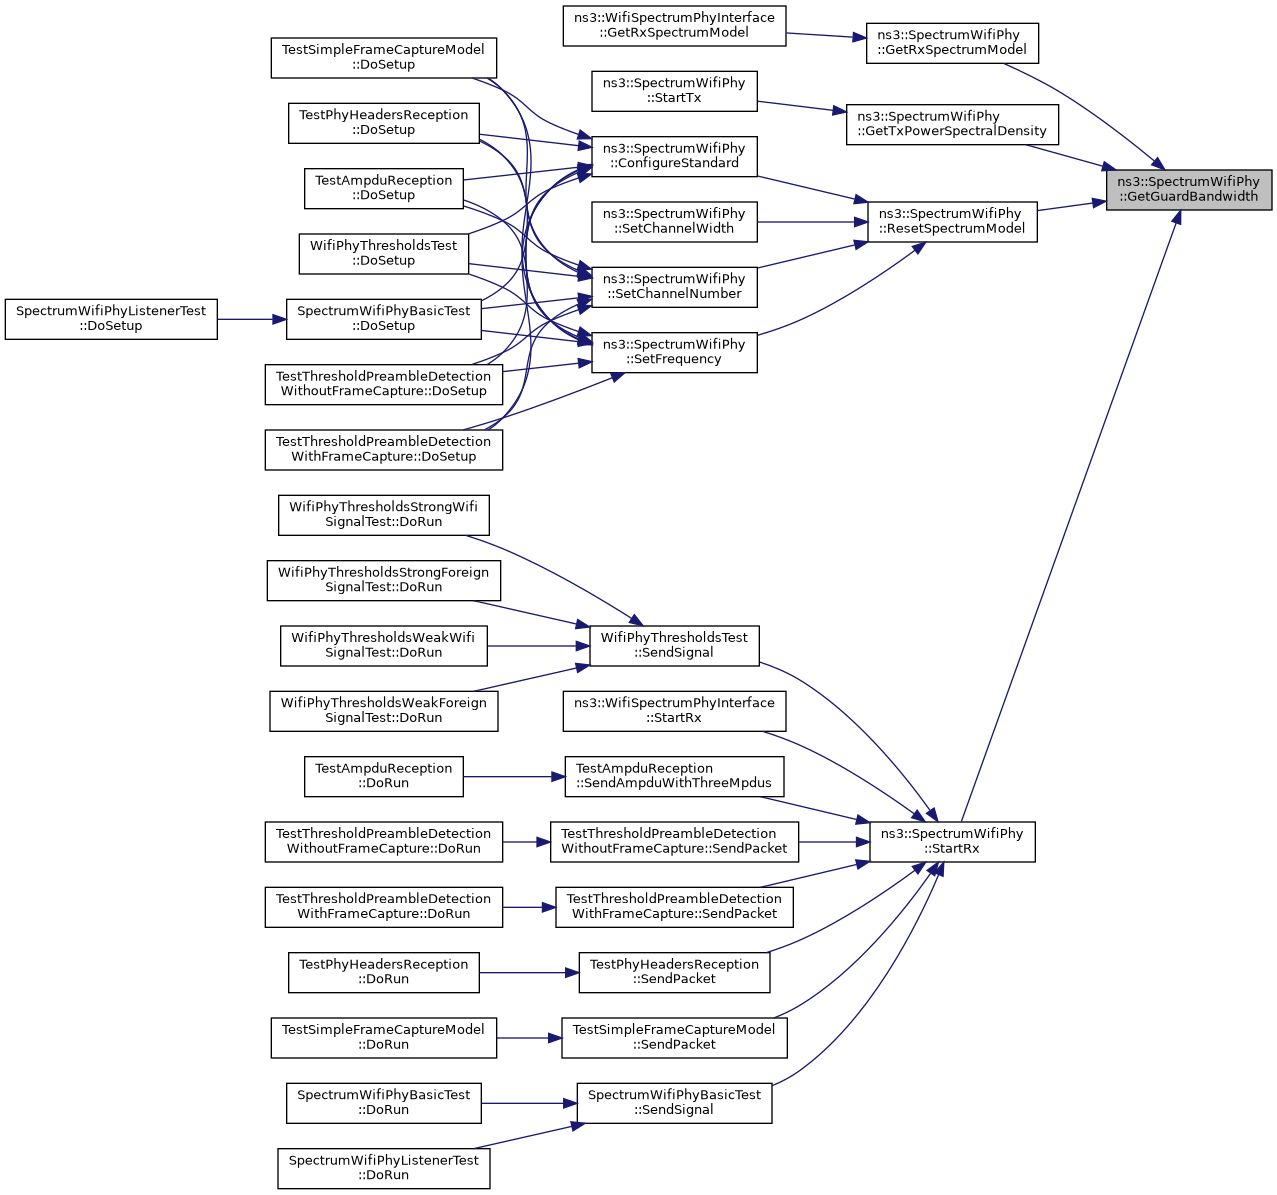 ns3::WifiSpectrumPhyInterface
::GetRxSpectrumModel
ns3::SpectrumWifiPhy
::GetRxSpectrumModel
TestSimpleFrameCaptureModel
::DoSetup
ns3::SpectrumWifiPhy
::StartTx
ns3::SpectrumWifiPhy
::GetTxPowerSpectralDensity
TestPhyHeadersReception
::DoSetup
ns3::SpectrumWifiPhy
::ConfigureStandard
TestAmpduReception
::DoSetup
ns3::SpectrumWifiPhy
::GetGuardBandwidth
ns3::SpectrumWifiPhy
::SetChannelWidth
ns3::SpectrumWifiPhy
::ResetSpectrumModel
WifiPhyThresholdsTest
::DoSetup
ns3::SpectrumWifiPhy
::SetChannelNumber
SpectrumWifiPhyListenerTest
::DoSetup
SpectrumWifiPhyBasicTest
::DoSetup
ns3::SpectrumWifiPhy
::SetFrequency
TestThresholdPreambleDetection
WithoutFrameCapture::DoSetup
TestThresholdPreambleDetection
WithFrameCapture::DoSetup
WifiPhyThresholdsStrongWifi
SignalTest::DoRun
WifiPhyThresholdsStrongForeign
SignalTest::DoRun
WifiPhyThresholdsWeakWifi
SignalTest::DoRun
WifiPhyThresholdsTest
::SendSignal
WifiPhyThresholdsWeakForeign
SignalTest::DoRun
ns3::WifiSpectrumPhyInterface
::StartRx
TestAmpduReception
::DoRun
TestAmpduReception
::SendAmpduWithThreeMpdus
TestThresholdPreambleDetection
WithoutFrameCapture::DoRun
TestThresholdPreambleDetection
WithoutFrameCapture::SendPacket
ns3::SpectrumWifiPhy
::StartRx
TestThresholdPreambleDetection
WithFrameCapture::DoRun
TestThresholdPreambleDetection
WithFrameCapture::SendPacket
TestPhyHeadersReception
::DoRun
TestPhyHeadersReception
::SendPacket
TestSimpleFrameCaptureModel
::DoRun
TestSimpleFrameCaptureModel
::SendPacket
SpectrumWifiPhyBasicTest
::DoRun
SpectrumWifiPhyBasicTest
::SendSignal
SpectrumWifiPhyListenerTest
::DoRun